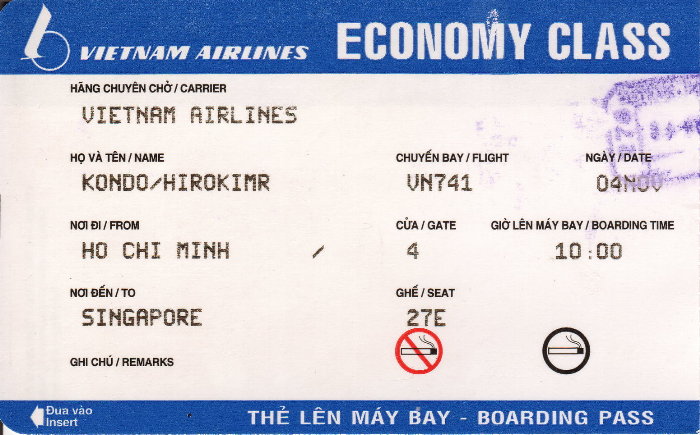 VIETNAM AIRLINES ECONOMY CLASS
HÃNG CHUYÊN CHỞ / CARRIER
VIETNAM AIRLINES
HỌ VÀ TÊN / NAME CHUYẾN BAY / FLIGHT NGÀY / DATE
KONDO/HIROKIMR VN741 04NOV
NƠI ĐI / FROM CỬA / GATE GIỜ LÊN MÁY BAY / BOARDING TIME
HO CHI MINH / 4 10:00
NƠI ĐẾN / TO GHẾ / SEAT
SINGAPORE 27E
GHI CHÚ / REMARKS
Đưa vào
Insert
THẺ LÊN MÁY BAY - BOARDING PASS